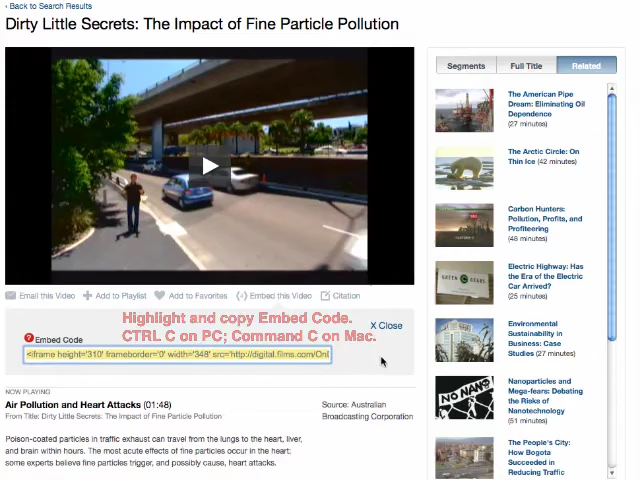 ‹ Back to Search Results
Dirty Little Secrets: The Impact of Fine Particle Pollution
Segments
Full Title
Related
The American Pipe
Dream: Eliminating Oil
Dependence
(27 minutes)
The Arctic Circle: On
Thin Ice (42 minutes)
Carbon Hunters:
Pollution, Profits, and
Profiteering
(48 minutes)
GREEN GEARS
Electric Highway: Has
the Era of the Electric
Car Arrived?
(25 minutes)
Environmental
Sustainability in
Business: Case
Studies (27 minutes)
NO NANO
Nanoparticles and
Mega-fears: Debating
the Risks of
Nanotechnology
(51 minutes)
The People's City:
How Bogota
Succeeded in
Reducing Traffic
Email this Video
Add to Playlist
Add to Favorites
Embed this Video
Citation
Highlight and copy Embed Code.
CTRL C on PC; Command C on Mac.
X Close
? Embed Code
<iframe height='310' frameborder='0' width='348' src='http://digital.films.com/Onl
NOW PLAYING
Air Pollution and Heart Attacks (01:48)
From Title: Dirty Little Secrets: The Impact of Fine Particle Pollution
Source: Australian
Broadcasting Corporation
Poison-coated particles in traffic exhaust can travel from the lungs to the heart, liver,
and brain within hours. The most acute effects of fine particles occur in the heart;
some experts believe fine particles trigger, and possibly cause, heart attacks.